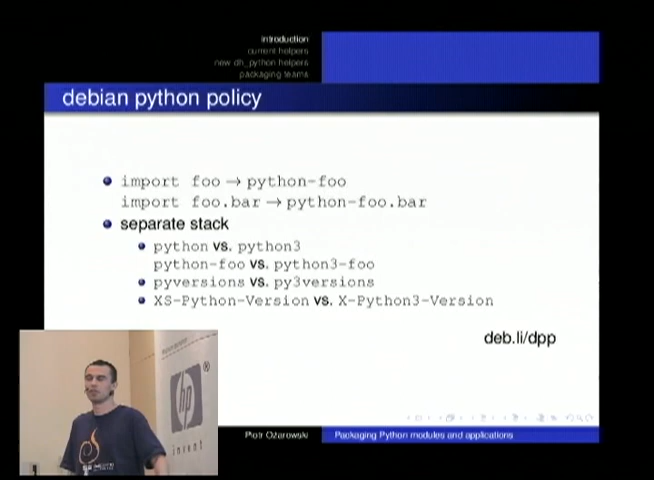 introduction
current helpers
new dh_python helpers
packaging teams
debian python policy
import foo → python-foo
import foo.bar → python-foo.bar
separate stack
python vs. python3
python-foo vs. python3-foo
pyversions vs. py3versions
XS-Python-Version vs. X-Python3-Version
deb.li/dpp
hp
®
invent
Piotr Ożarowski
Packaging Python modules and applications